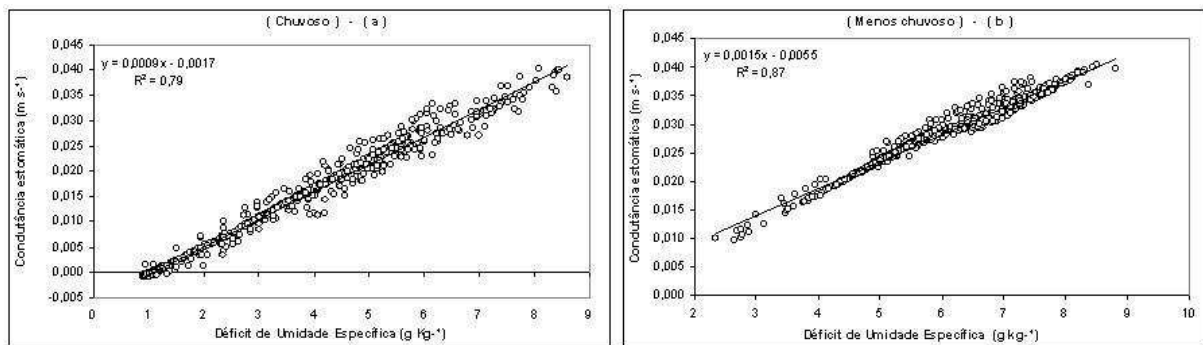 ( Chuvoso ) - ( a )
y = 0,0009x - 0,0017
R² = 0,79
Condutância estomática (m s-¹)
0,045
0,040
0,035
0,030
0,025
0,020
0,015
0,010
0,005
0,000
-0,005
0 1 2 3 4 5 6 7 8 9
Déficit de Umidade Específica (g Kg-¹)
( Menos chuvoso ) - ( b )
y = 0,0015x - 0,0055
R² = 0,87
Condutância estomática (m s-¹)
0,045
0,040
0,035
0,030
0,025
0,020
0,015
0,010
0,005
0,000
2 3 4 5 6 7 8 9 10
Déficit de Umidade Específica (g kg-¹)